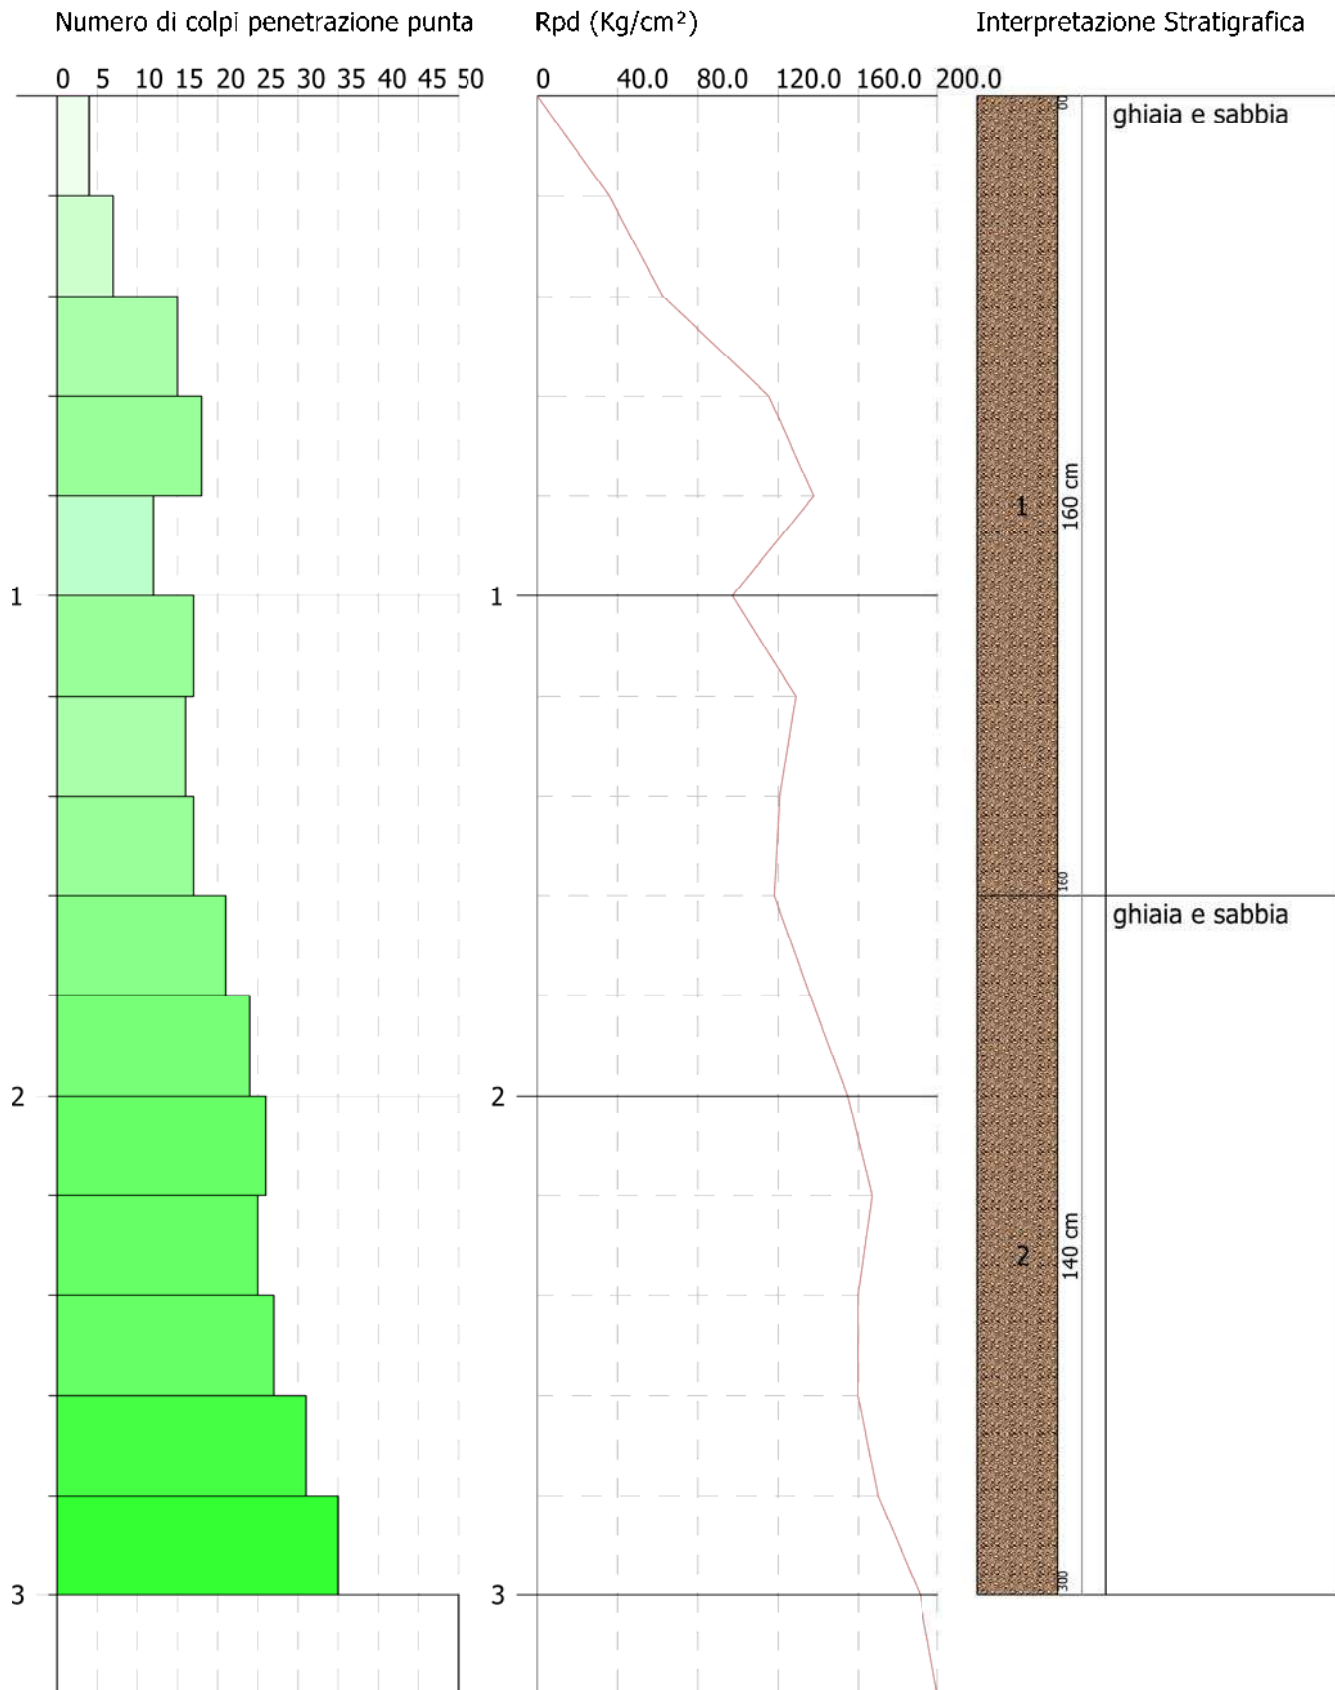 Numero di colpi penetrazione punta Rpd (Kg/cm²) Interpretazione Stratigrafica
0 5 10 15 20 25 30 35 40 45 50 0 40.0 80.0 120.0 160.0 200.0
ghiaia e sabbia
1 160 cm
1 1
160
ghiaia e sabbia
2 2
2 140 cm
300
3 3